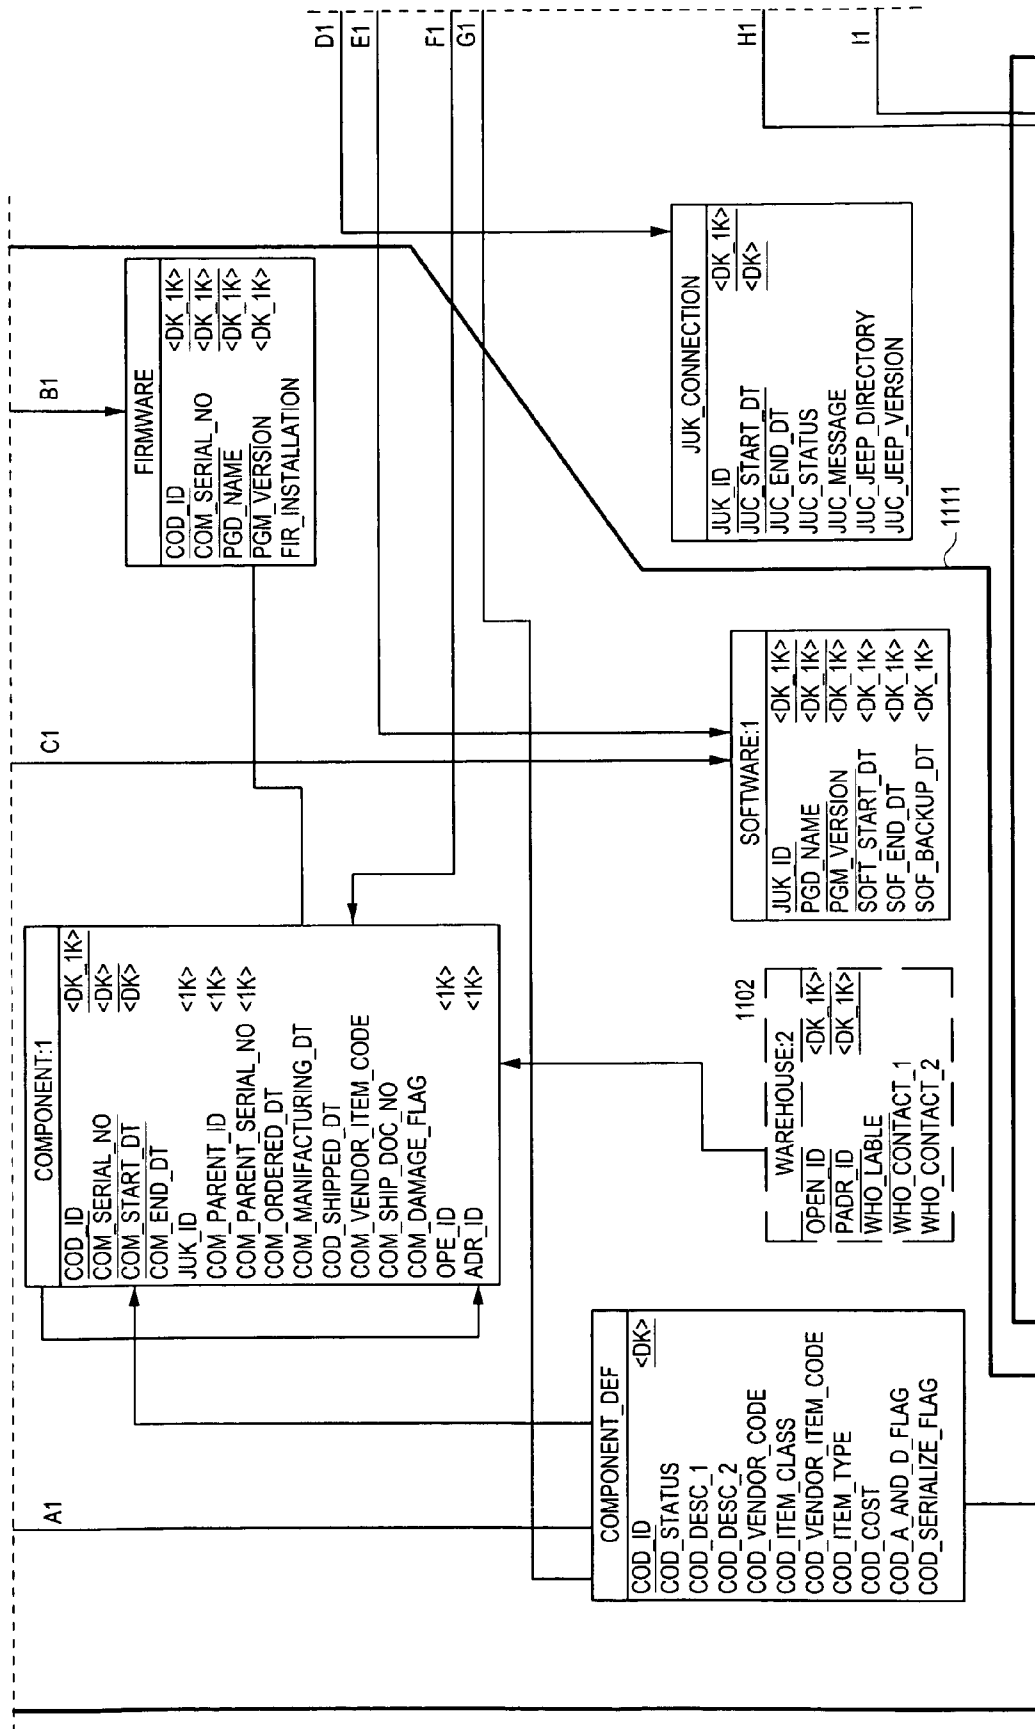 A1
C1
B1
D1
E1
F1
G1
H1
I1
COMPONENT:1
COD_ID <DK_1K>
COM_SERIAL_NO <DK>
COM_START_DT <DK>
COM_END_DT
JUK_ID <1K>
COM_PARENT_ID <1K>
COM_PARENT_SERIAL_NO <1K>
COM_ORDERED_DT
COM_MANIFACTURING_DT
COD_SHIPPED_DT
COM_VENDOR_ITEM_CODE
COM_SHIP_DOC_NO
COM_DAMAGE_FLAG
OPE_ID <1K>
ADR_ID <1K>
FIRMWARE
COD_ID <DK_1K>
COM_SERIAL_NO <DK_1K>
PGD_NAME <DK_1K>
PGM_VERSION <DK_1K>
FIR_INSTALLATION
COMPONENT_DEF
COD_ID <DK>
COD_STATUS
COD_DESC_1
COD_DESC_2
COD_VENDOR_CODE
COD_ITEM_CLASS
COD_VENDOR_ITEM_CODE
COD_ITEM_TYPE
COD_COST
COD_A_AND_D_FLAG
COD_SERIALIZE_FLAG
1102
WAREHOUSE:2
OPEN_ID <DK_1K>
PADR_ID <DK_1K>
WHO_LABLE
WHO_CONTACT_1
WHO_CONTACT_2
SOFTWARE:1
JUK_ID <DK_1K>
PGD_NAME <DK_1K>
PGM_VERSION <DK_1K>
SOFT_START_DT <DK_1K>
SOF_END_DT <DK_1K>
SOF_BACKUP_DT <DK_1K>
JUK_CONNECTION
JUK_ID <DK_1K>
JUC_START_DT <DK>
JUC_END_DT
JUC_STATUS
JUC_MESSAGE
JUC_JEEP_DIRECTORY
JUC_JEEP_VERSION
1111